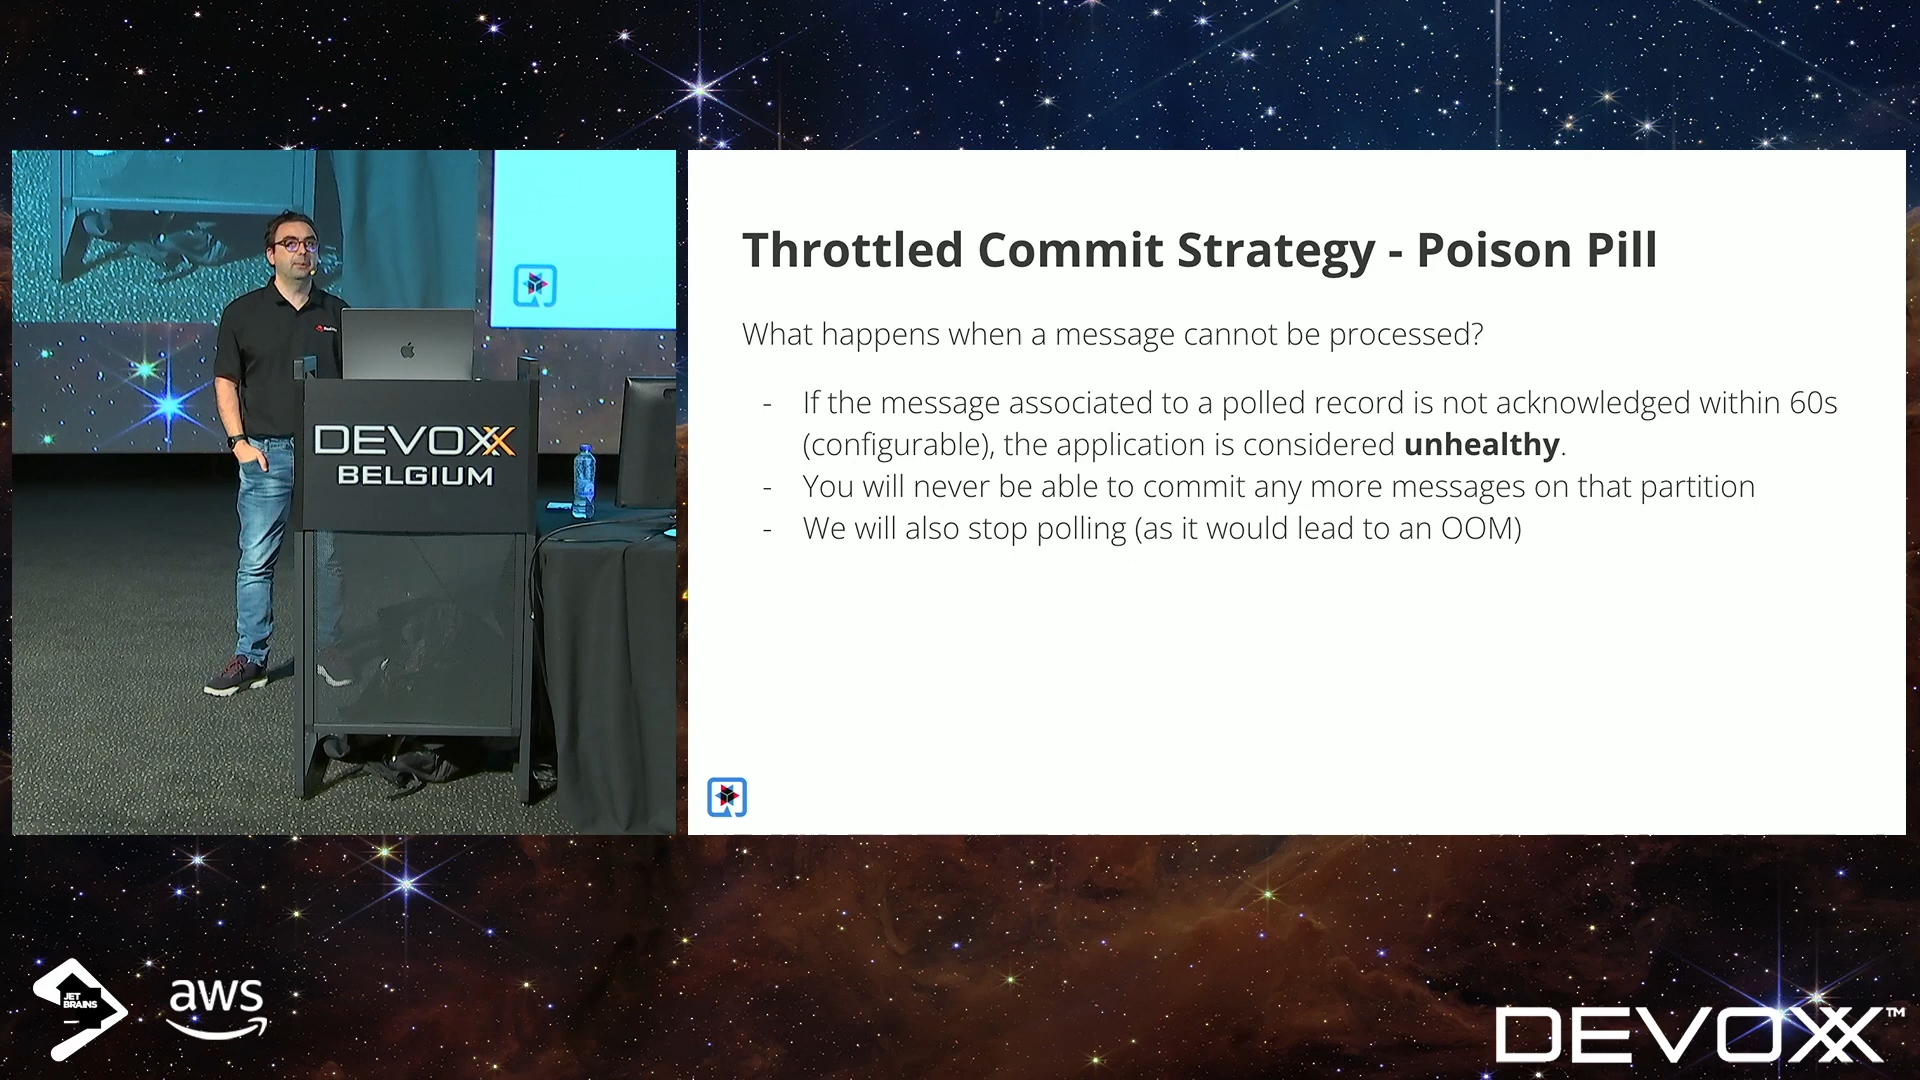 Throttled Commit Strategy - Poison Pill
What happens when a message cannot be processed?
- If the message associated to a polled record is not acknowledged within 60s
(configurable), the application is considered unhealthy.
- You will never be able to commit any more messages on that partition
- We will also stop polling (as it would lead to an OOM)
DEVOXX
BELGIUM
JET
BRAINS
aws
DEVOXX™